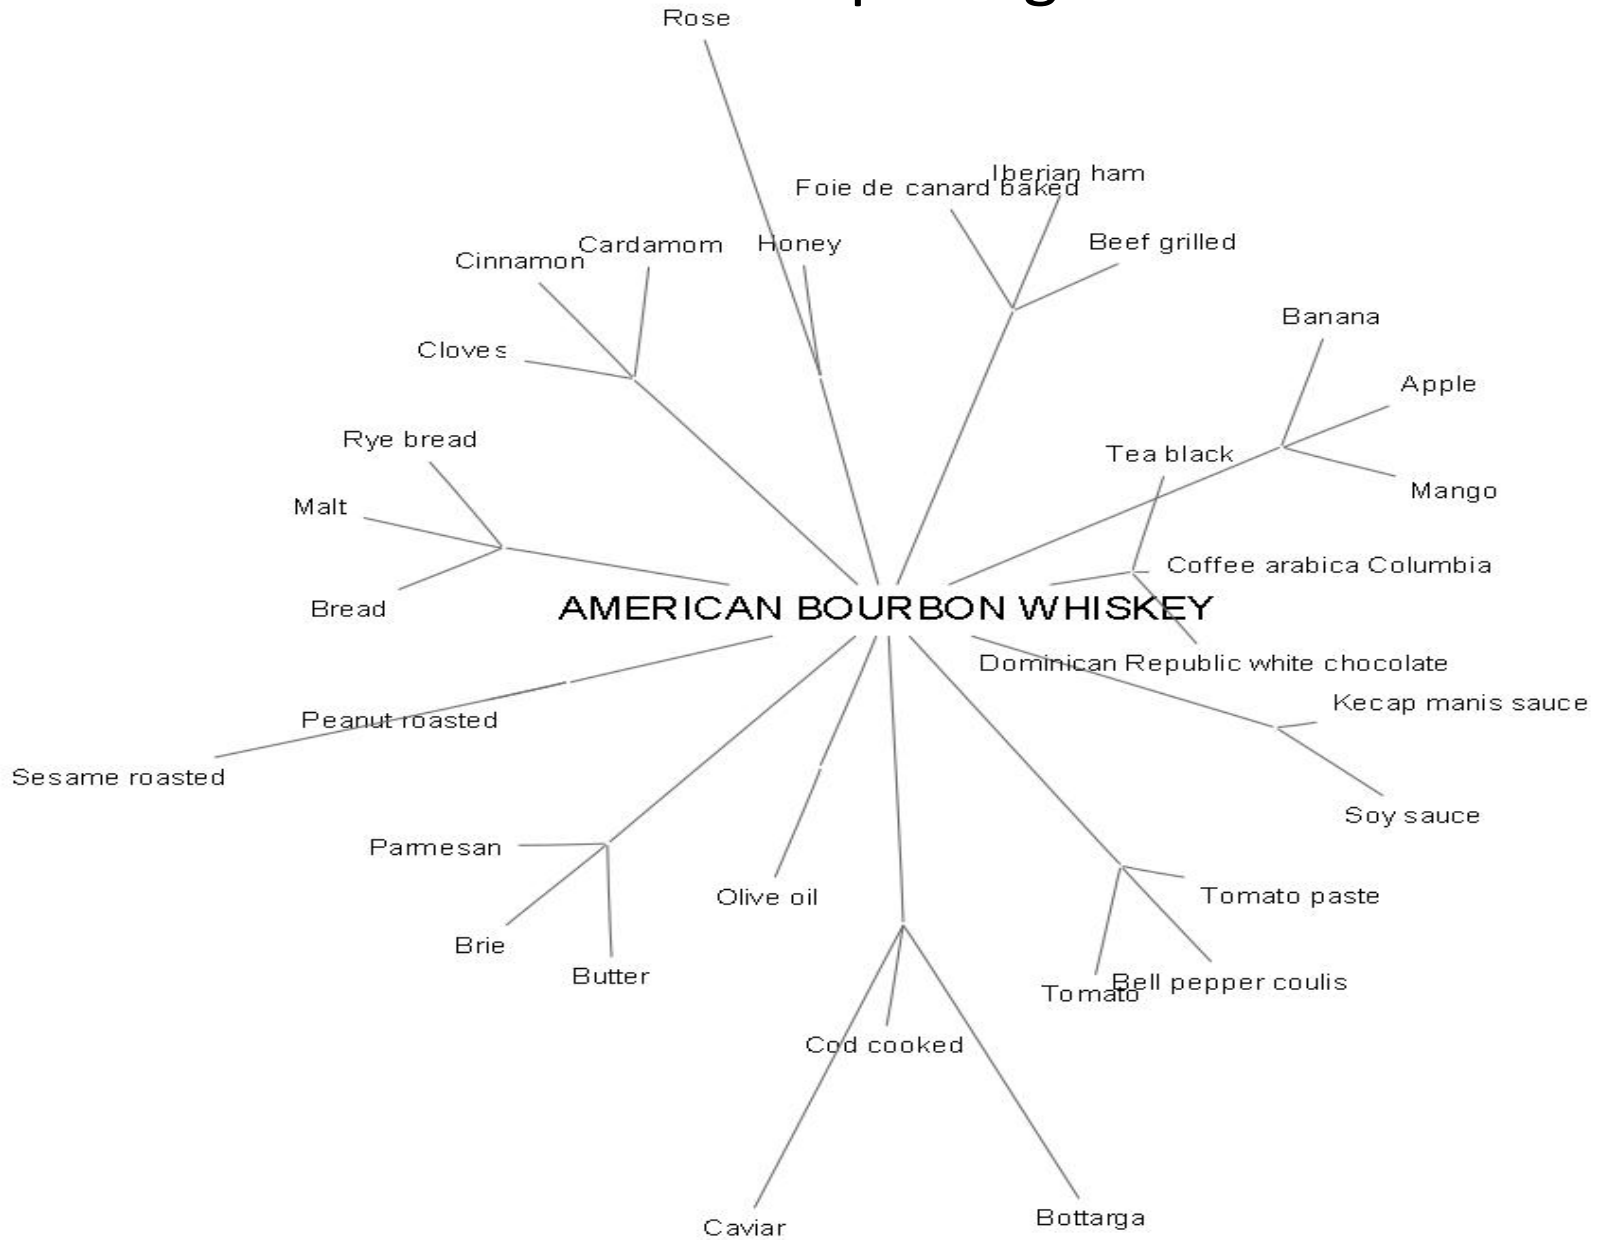 Rose
Iberian ham
Foie de canard baked
Beef grilled
Cardamom
Honey
Cinnamon
Banana
Cloves
Apple
Rye bread
Tea black
Mango
Malt
Coffee arabica Columbia
Bread
AMERICAN BOURBON WHISKEY
Dominican Republic white chocolate
Kecap manis sauce
Peanut roasted
Sesame roasted
Soy sauce
Parmesan
Olive oil
Tomato paste
Brie
Butter
Bell pepper coulis
Tomato
Cod cooked
Caviar
Bottarga